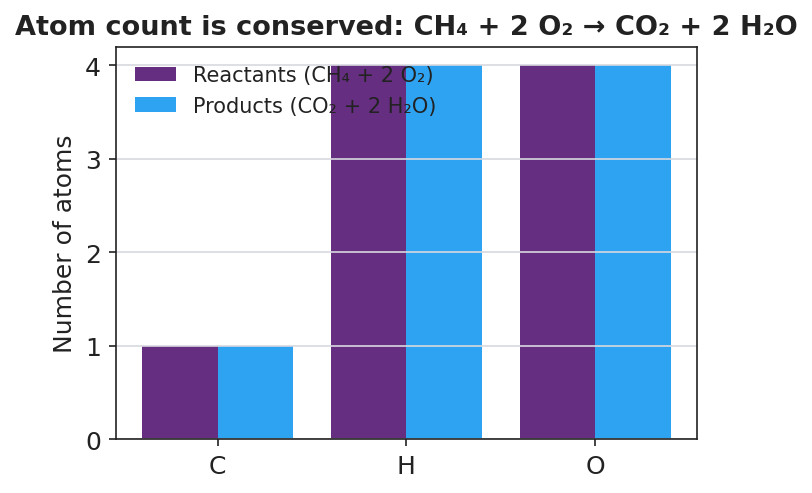 Atom count is conserved: CH₄ + 2 O₂ → CO₂ + 2 H₂O
Reactants (CH₄ + 2 O₂)
Products (CO₂ + 2 H₂O)
Number of atoms
4
3
2
1
0
C
H
O